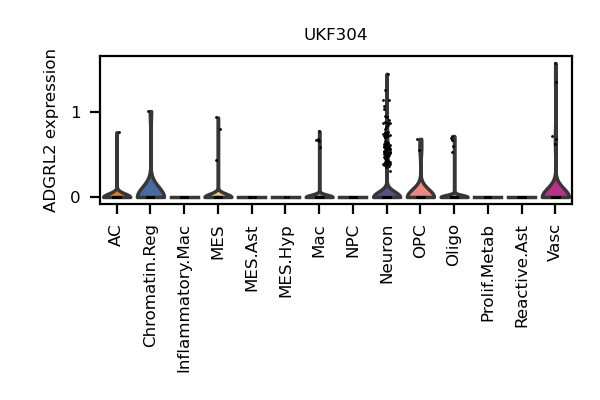 UKF304
ADGRL2 expression
1
0
AC
Chromatin.Reg
Inflammatory.Mac
MES
MES.Ast
MES.Hyp
Mac
NPC
Neuron
OPC
Oligo
Prolif.Metab
Reactive.Ast
Vasc